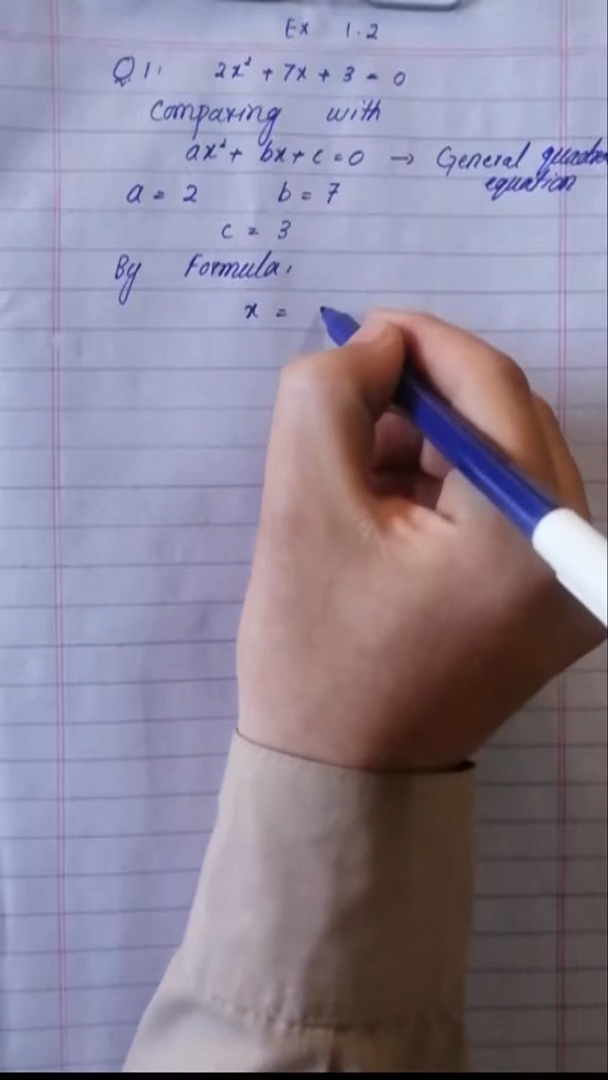 Ex 1.2
Q1. 2x² + 7x + 3 = 0
Comparing with
ax² + bx + c = 0 → General quadra
equation
a = 2 b = 7
c = 3
By Formula,
x =